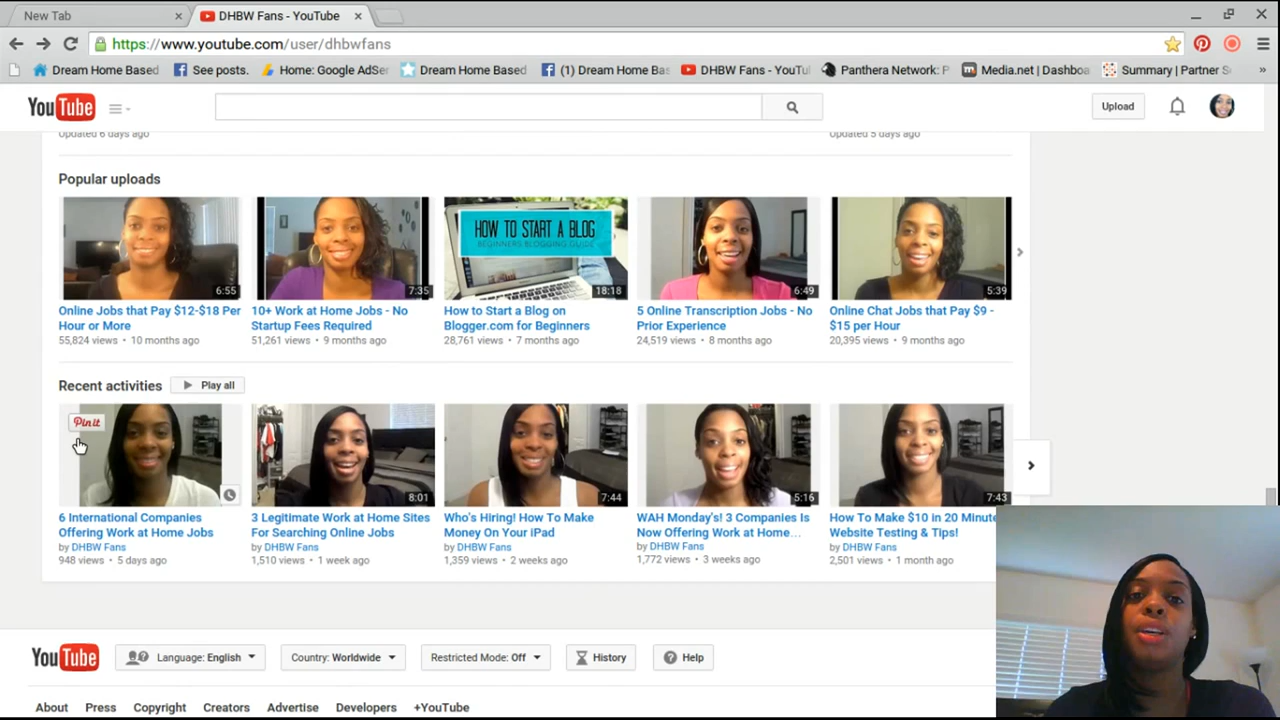 New Tab
DHBW Fans - YouTube
https://www.youtube.com/user/dhbwfans
Dream Home Based
See posts.
Home: Google AdSer
Dream Home Based
(1) Dream Home Bas
DHBW Fans - YouTu
Panthera Network: P
Media.net | Dashboa
Summary | Partner S
»
YouTube
Upload
Updated 6 days ago
Updated 5 days ago
Popular uploads
HOW TO START A BLOG
BEGINNERS BLOGGING GUIDE
6:55
7:35
18:18
6:49
5:39
Online Jobs that Pay $12-$18 Per
Hour or More
55,824 views • 10 months ago
10+ Work at Home Jobs - No
Startup Fees Required
51,261 views • 9 months ago
How to Start a Blog on
Blogger.com for Beginners
28,761 views • 7 months ago
5 Online Transcription Jobs - No
Prior Experience
24,519 views • 8 months ago
Online Chat Jobs that Pay $9 -
$15 per Hour
20,395 views • 9 months ago
Recent activities
Play all
Pin it
8:01
7:44
5:16
7:43
6 International Companies
Offering Work at Home Jobs
by DHBW Fans
948 views • 5 days ago
3 Legitimate Work at Home Sites
For Searching Online Jobs
by DHBW Fans
1,510 views • 1 week ago
Who's Hiring! How To Make
Money On Your iPad
by DHBW Fans
1,359 views • 2 weeks ago
WAH Monday's! 3 Companies Is
Now Offering Work at Home...
by DHBW Fans
1,772 views • 3 weeks ago
How To Make $10 in 20 Minute
Website Testing & Tips!
by DHBW Fans
2,501 views • 1 month ago
YouTube
Language: English
Country: Worldwide
Restricted Mode: Off
History
Help
About
Press
Copyright
Creators
Advertise
Developers
+YouTube